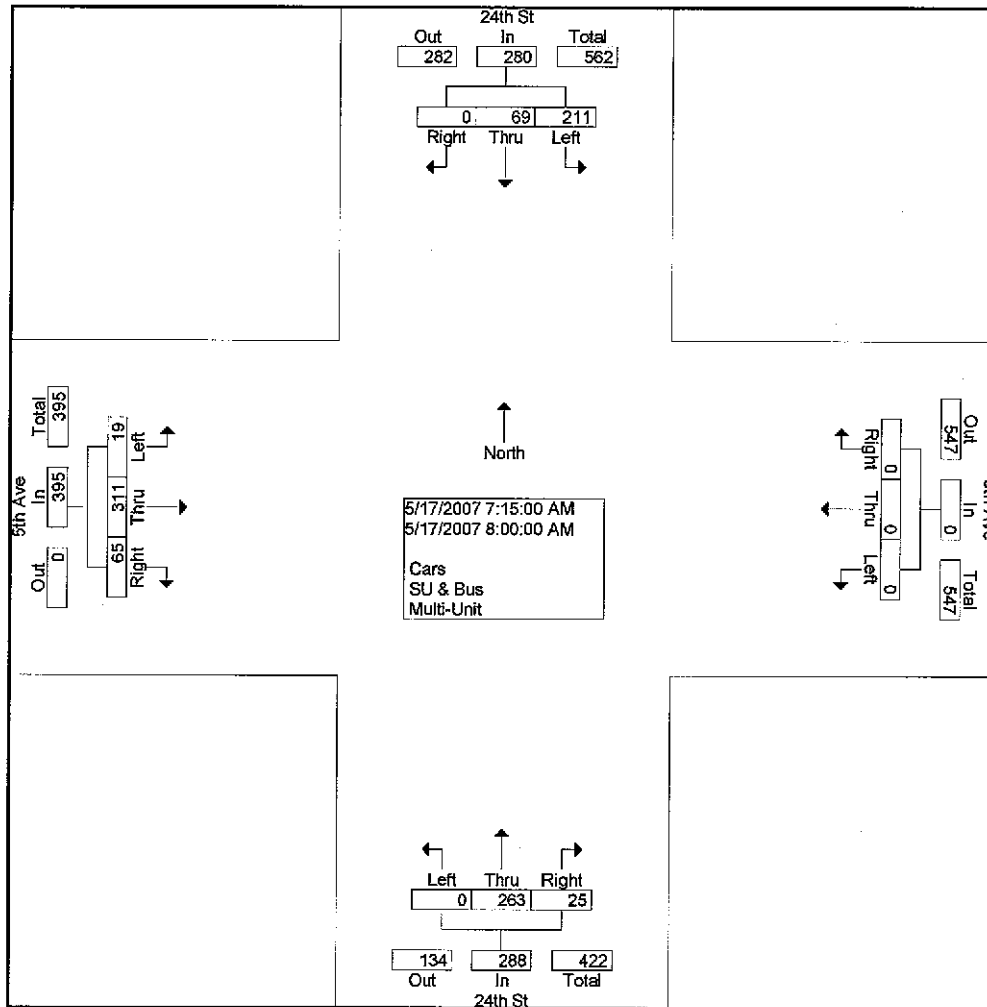 24th St
Out In Total
282 280 562
0 69 211
Right Thru Left
Total 395
In 395
Out 0
5th Ave
19 Left
311 Thru
65 Right
North
5/17/2007 7:15:00 AM
5/17/2007 8:00:00 AM
Cars
SU & Bus
Multi-Unit
Right 0
Thru 0
Left 0
Out 547
In 0
Total 547
Left Thru Right
0 263 25
134 288 422
Out In Total
24th St